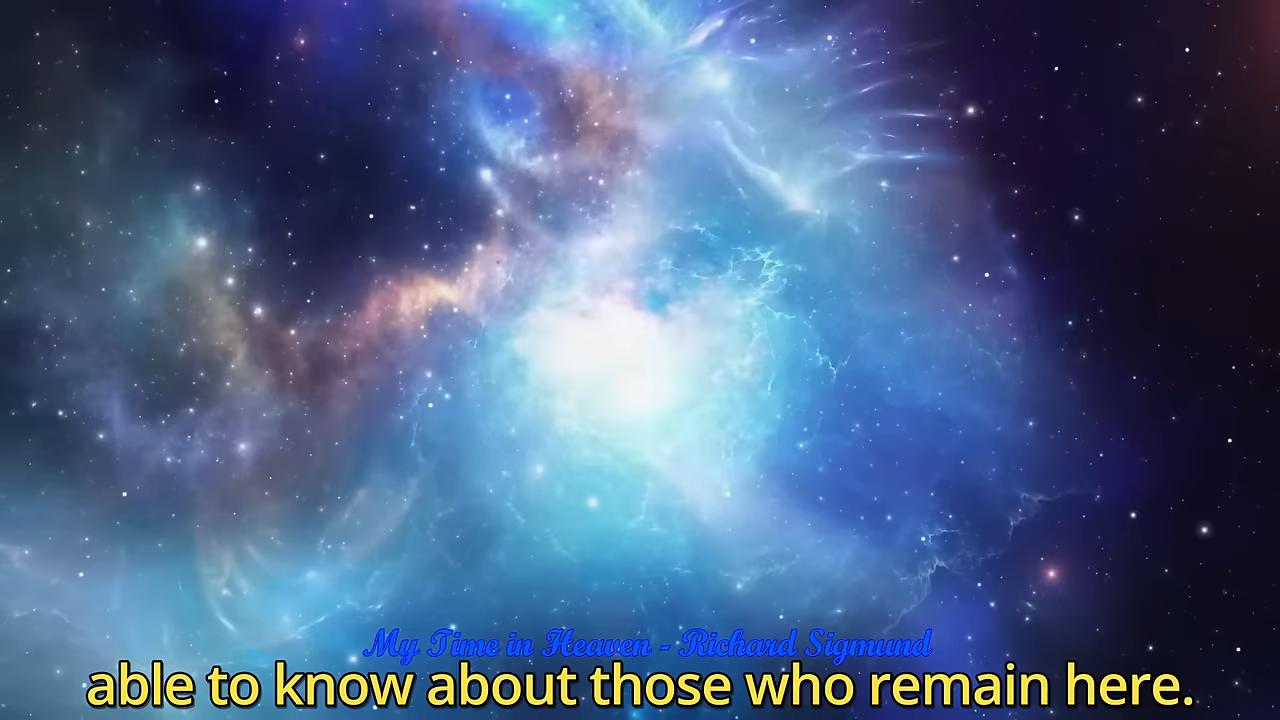 My Time in Heaven - Richard Sigmund
able to know about those who remain here.